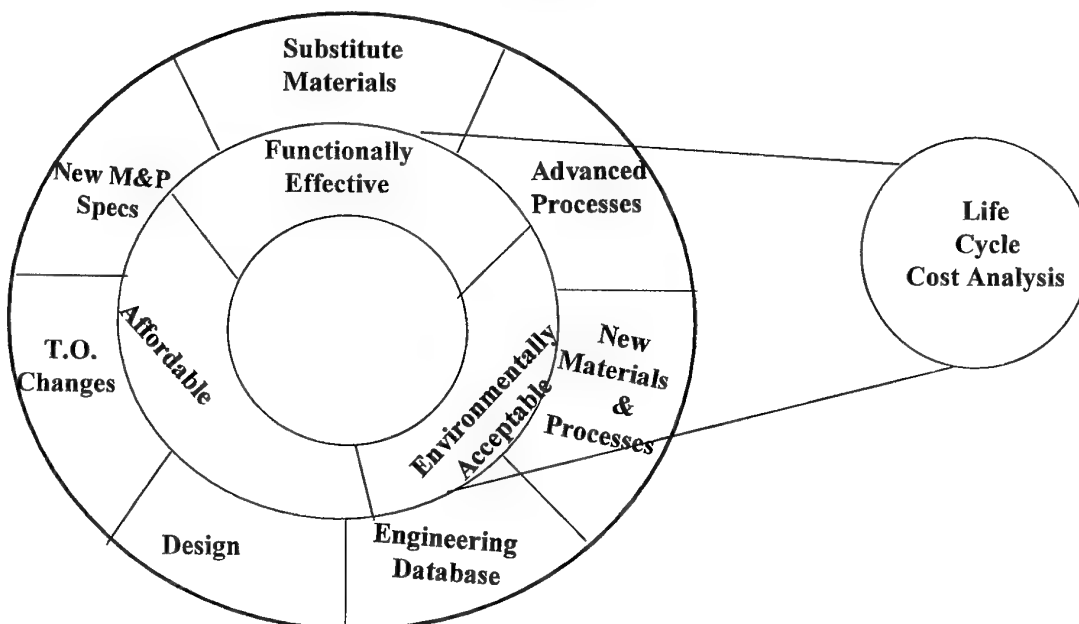 Substitute
Materials
Functionally
Effective
New M&P
Specs
Advanced
Processes
Life
Cycle
Cost Analysis
Affordable
T.O.
Changes
Environmentally
Acceptable
New
Materials
&
Processes
Design
Engineering
Database